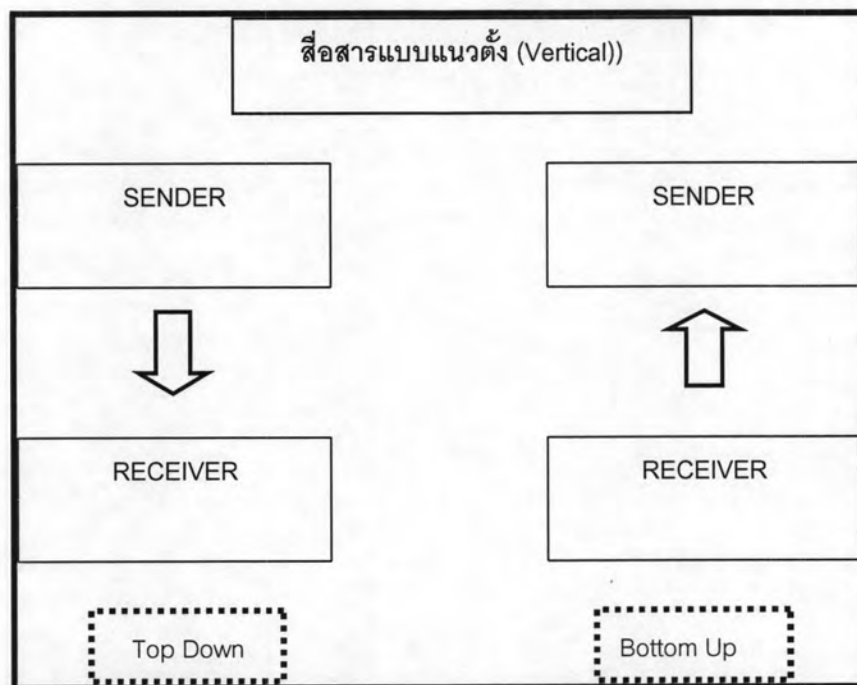 สื่อสารแบบแนวตั้ง (Vertical))
SENDER
SENDER
RECEIVER
RECEIVER
Top Down
Bottom Up